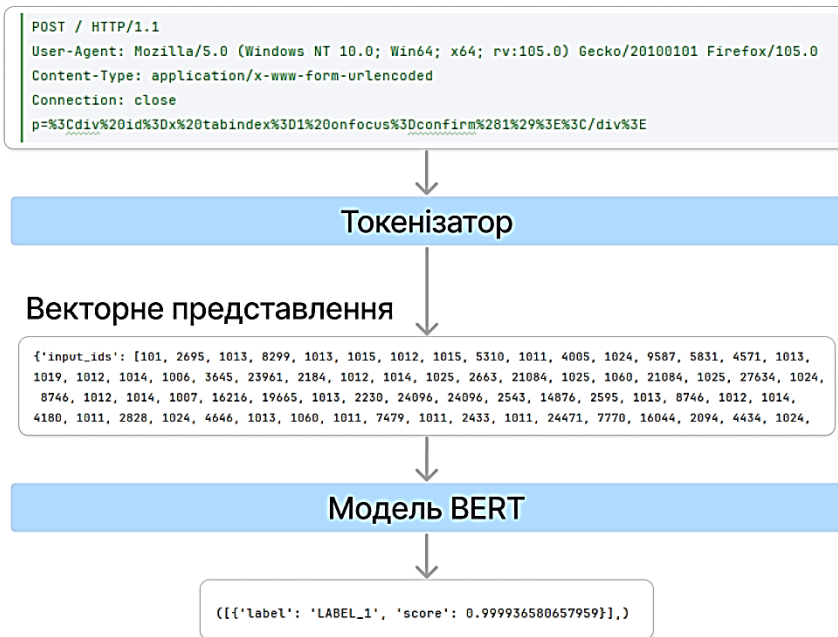 POST / HTTP/1.1
User-Agent: Mozilla/5.0 (Windows NT 10.0; Win64; x64; rv:105.0) Gecko/20100101 Firefox/105.0
Content-Type: application/x-www-form-urlencoded
Connection: close
p=%3Cdiv%20id%3Dx%20tabindex%3D1%20onfocus%3Dconfirm%281%29%3E%3C/div%3E
Токенізатор
Векторне представлення
{'input_ids': [101, 2695, 1013, 8299, 1013, 1015, 1012, 1015, 5310, 1011, 4005, 1024, 9587, 5831, 4571, 1013,
1019, 1012, 1014, 1006, 3645, 23961, 2184, 1012, 1014, 1025, 2663, 21084, 1025, 1060, 21084, 1025, 27634, 1024,
8746, 1012, 1014, 1007, 16216, 19665, 1013, 2230, 24096, 24096, 2543, 14876, 2595, 1013, 8746, 1012, 1014,
4180, 1011, 2828, 1024, 4646, 1013, 1060, 1011, 7479, 1011, 2433, 1011, 24471, 7770, 16044, 2094, 4434, 1024,
Модель BERT
([{'label': 'LABEL_1', 'score': 0.999936580657959}],)